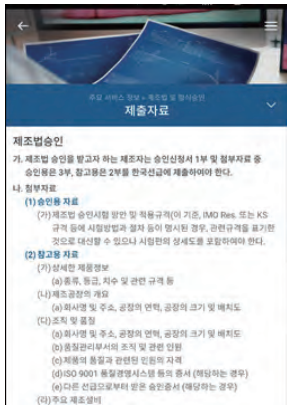 주요 서비스 정보 > 제조법 및 형식승인
제출자료
제조법승인
가. 제조법 승인을 받고자 하는 제조자는 승인신청서 1부 및 첨부자료 중
승인용은 3부, 참고용은 2부를 한국선급에 제출하여야 한다.
나. 첨부자료
(1)승인용 자료
(가)제조법 승인시험 방안 및 적용규격(이 기준, IMO Res. 또는 KS
규격 등에 시험방법과 절차 등이 명시된 경우, 관련규격을 표기한
것으로 대신할 수 있으나 시험편의 상세도를 포함하여야 한다.
(2)참고용 자료
(가)상세한 제품정보
(a)종류, 등급, 치수 및 관련 규격 등
(나)제조공장의 개요
(a)회사명 및 주소, 공장의 연혁, 공장의 크기 및 배치도
(다)조직 및 품질
(a)회사명 및 주소, 공장의 연혁, 공장의 크기 및 배치도
(b)품질관리부서의 조직 및 관련 인원
(c)제품의 품질과 관련된 인원의 자격
(d)ISO 9001 품질경영시스템 등의 증서 (해당하는 경우)
(e)다른 선급으로부터 받은 승인증서 (해당하는 경우)
(라)주요 제조설비